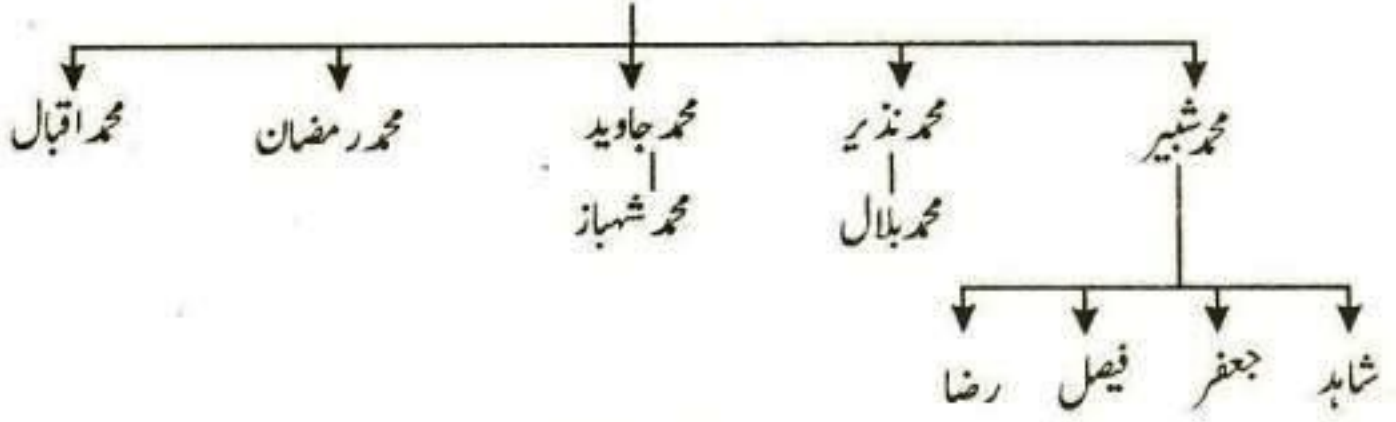 محمد شبیر محمد نذیر محمد جاوید محمد رمضان محمد اقبال
محمد بلال محمد شہباز
شاہد جعفر فیصل رضا